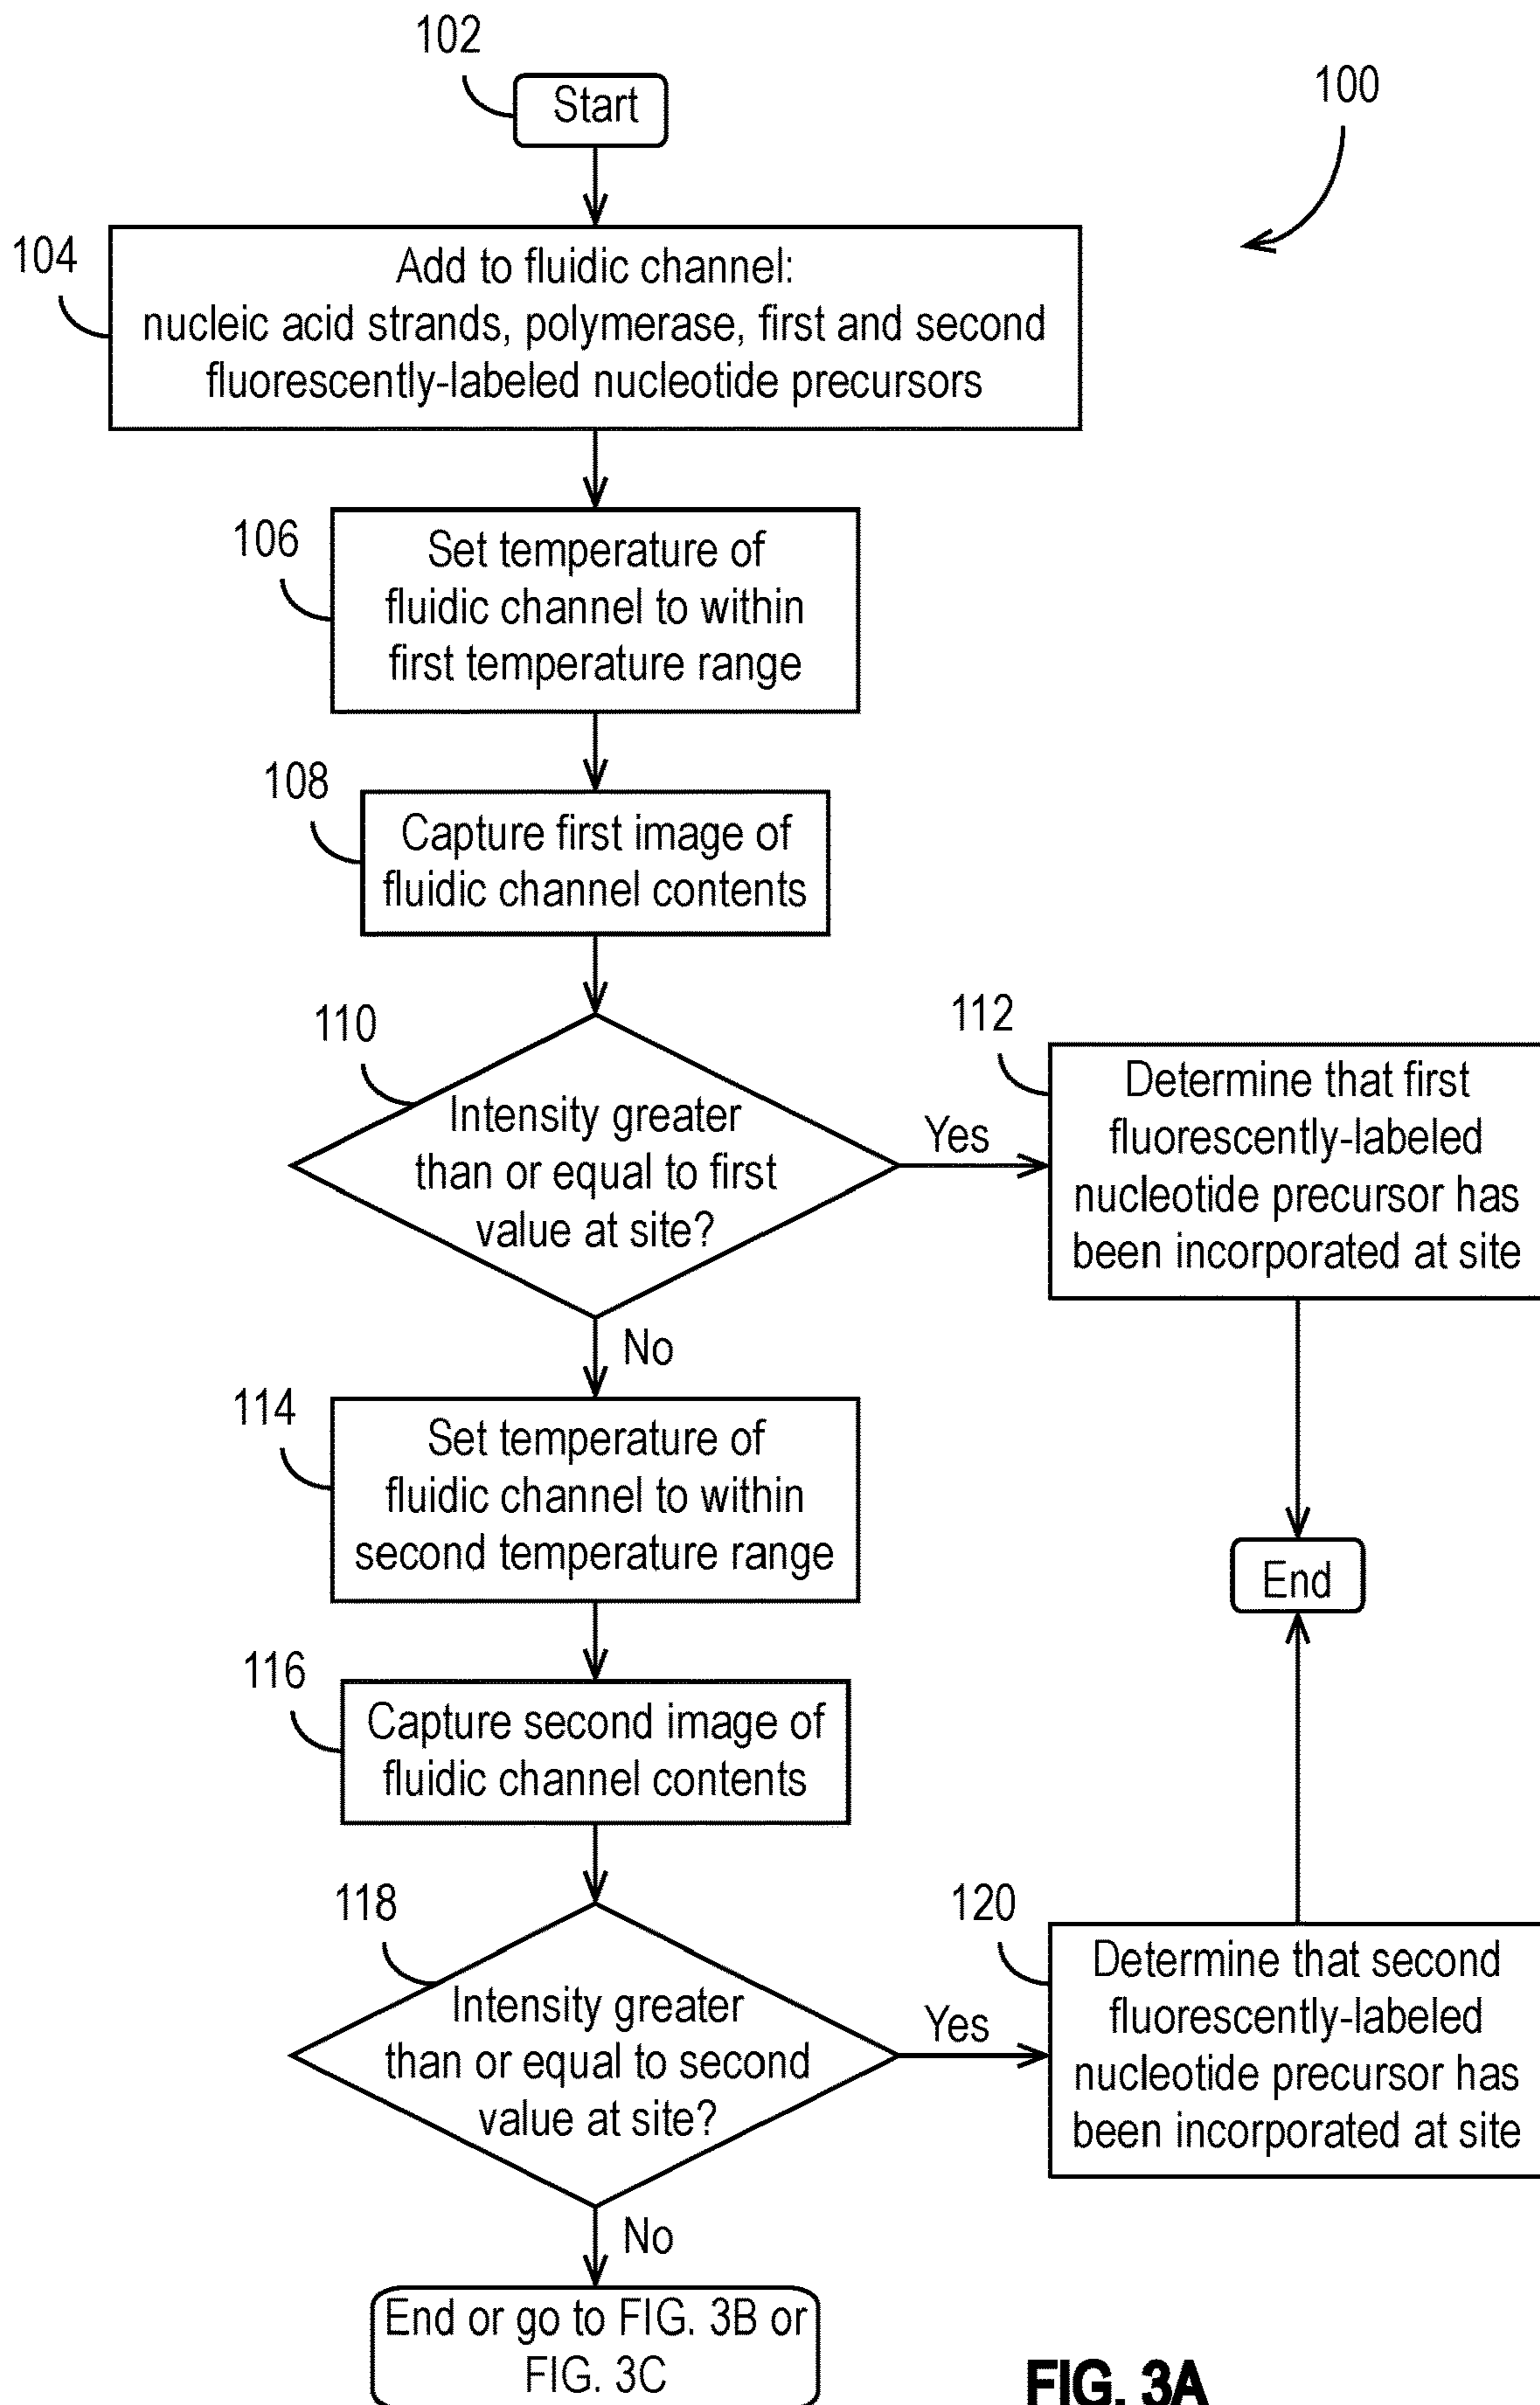 102
Start
100
104
Add to fluidic channel:
nucleic acid strands, polymerase, first and second
fluorescently-labeled nucleotide precursors
106
Set temperature of
fluidic channel to within
first temperature range
108
Capture first image of
fluidic channel contents
110
Intensity greater
than or equal to first
value at site?
Yes
112
Determine that first
fluorescently-labeled
nucleotide precursor has
been incorporated at site
No
114
Set temperature of
fluidic channel to within
second temperature range
End
116
Capture second image of
fluidic channel contents
118
Intensity greater
than or equal to second
value at site?
Yes
120
Determine that second
fluorescently-labeled
nucleotide precursor has
been incorporated at site
No
End or go to FIG. 3B or
FIG. 3C
FIG. 3A